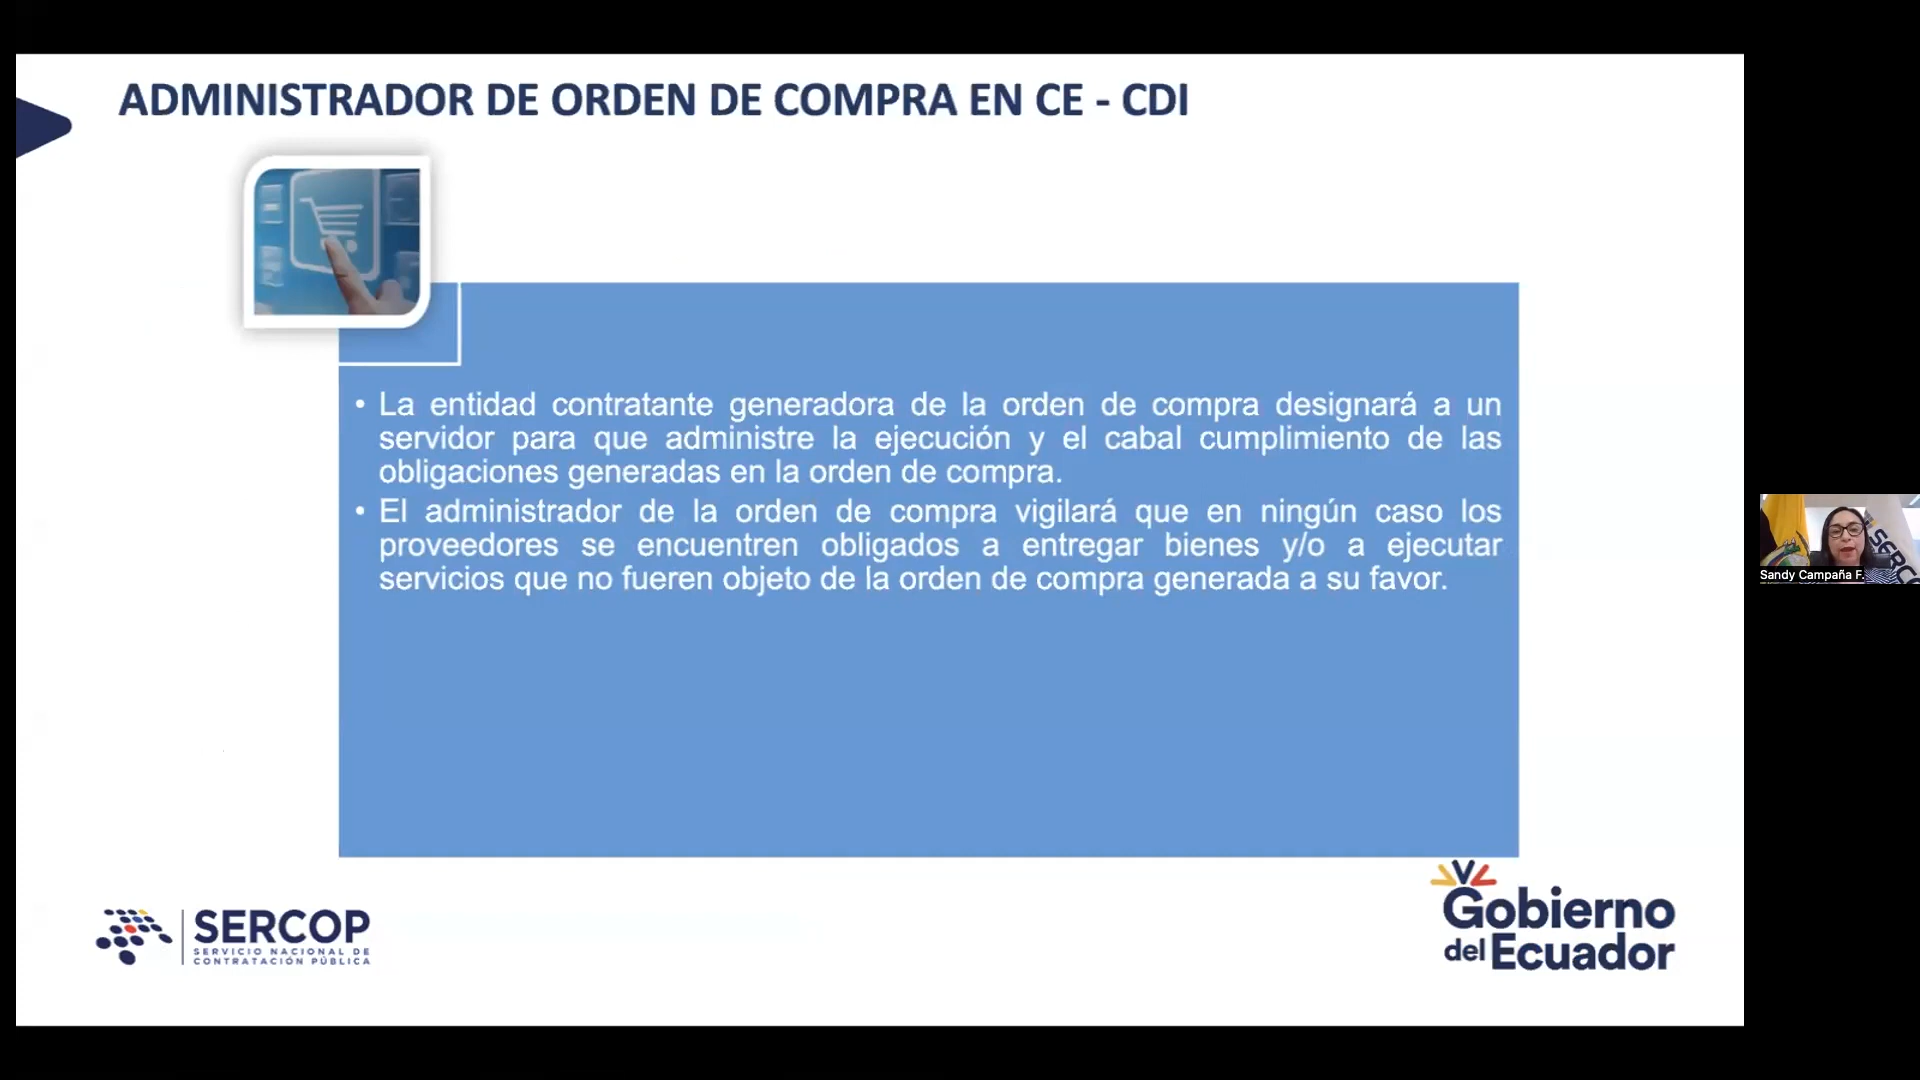 ADMINISTRADOR DE ORDEN DE COMPRA EN CE - CDI
• La entidad contratante generadora de la orden de compra designará a un
servidor para que administre la ejecución y el cabal cumplimiento de las
obligaciones generadas en la orden de compra.
• El administrador de la orden de compra vigilará que en ningún caso los
proveedores se encuentren obligados a entregar bienes y/o a ejecutar
servicios que no fueren objeto de la orden de compra generada a su favor.
SERCO
Sandy Campaña F.
SERCOP
SERVICIO NACIONAL DE
CONTRATACIÓN PÚBLICA
Gobierno
del Ecuador